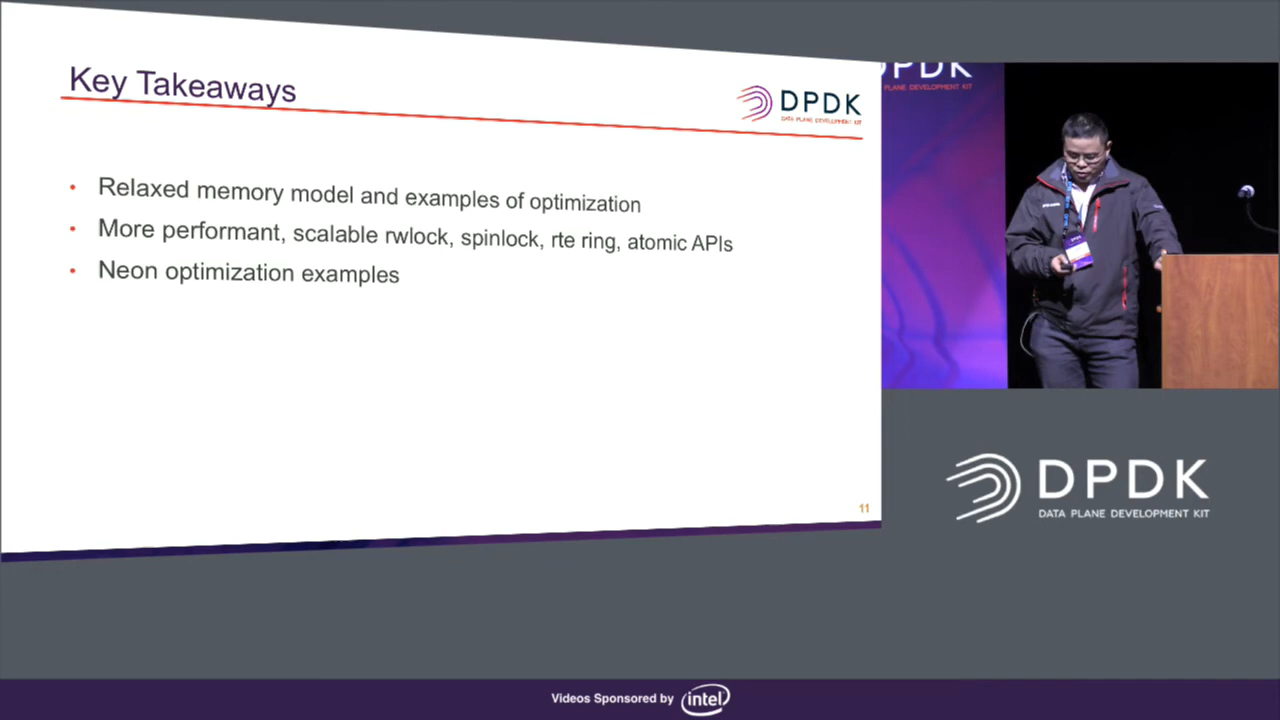 Key Takeaways
DPDK
DATA PLANE DEVELOPMENT KIT
• Relaxed memory model and examples of optimization
• More performant, scalable rwlock, spinlock, rte ring, atomic APIs
• Neon optimization examples
11
DPDK
PLANE DEVELOPMENT KIT
DPDK
DATA PLANE DEVELOPMENT KIT
Videos Sponsored by intel